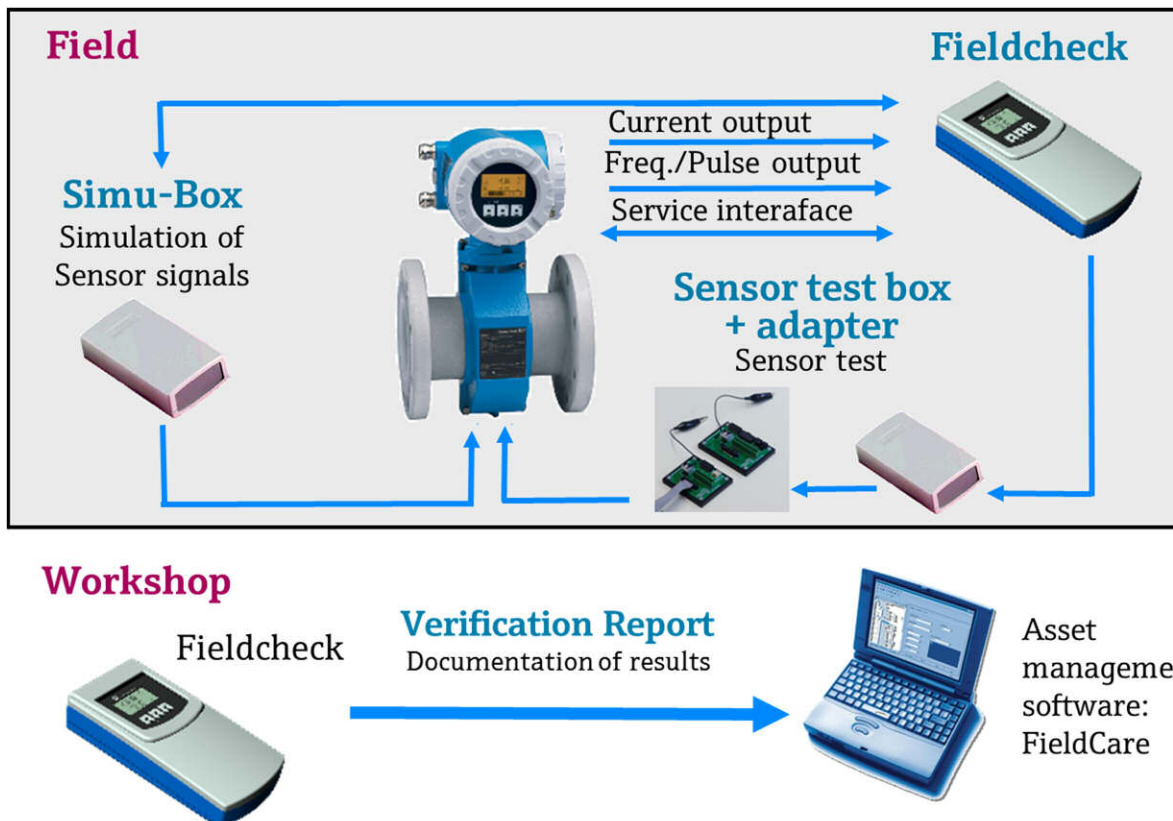 Field
Fieldcheck
Current output
Freq./Pulse output
Service interaface
Simu-Box
Simulation of
Sensor signals
Sensor test box
+ adapter
Sensor test
Workshop
Fieldcheck
Verification Report
Documentation of results
Asset
manageme
software:
FieldCare